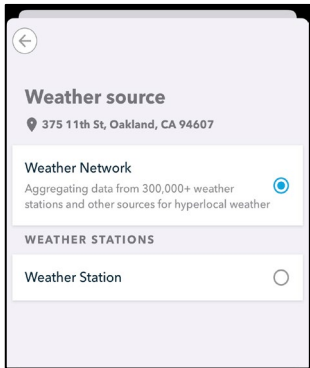 Weather source
375 11th St, Oakland, CA 94607
Weather Network
Aggregating data from 300,000+ weather
stations and other sources for hyperlocal weather
WEATHER STATIONS
Weather Station